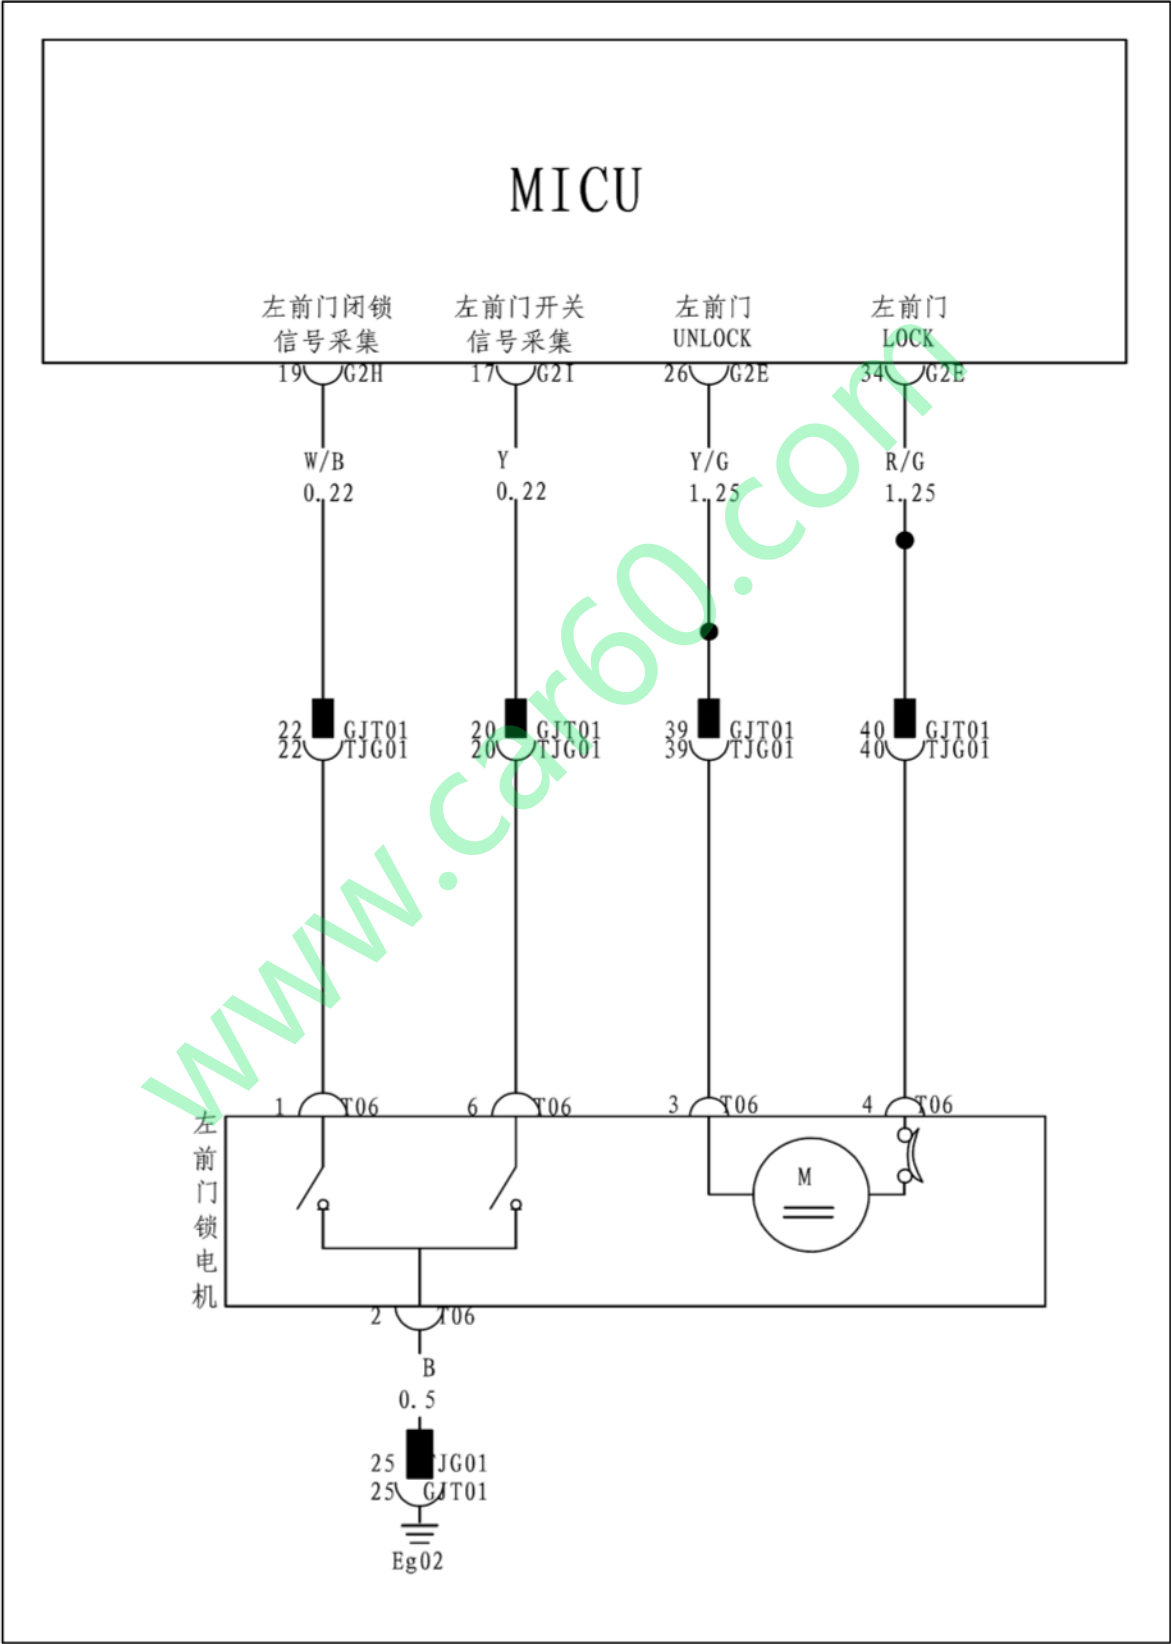 MICU
左前门闭锁
信号采集
左前门开关
信号采集
左前门
UNLOCK
左前门
LOCK
19 G2H
17 G2I
26 G2E
34 G2E
W/B
0.22
Y
0.22
Y/G
1.25
R/G
1.25
22 GJT01
22 TJG01
20 GJT01
20 TJG01
39 GJT01
39 TJG01
40 GJT01
40 TJG01
www.car60.com
1 T06
6 T06
3 T06
4 T06
左前门锁电机
M
2 T06
B
0.5
25 TJG01
25 GJT01
Eg02